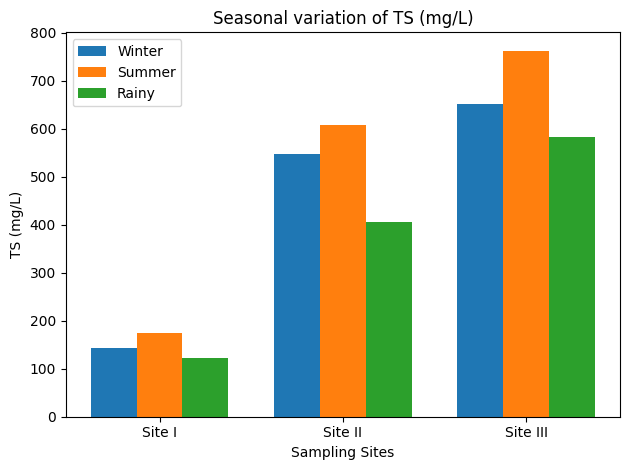 Seasonal variation of TS (mg/L)
Winter
Summer
Rainy
TS (mg/L)
800
700
600
500
400
300
200
100
0
Site I
Site II
Site III
Sampling Sites